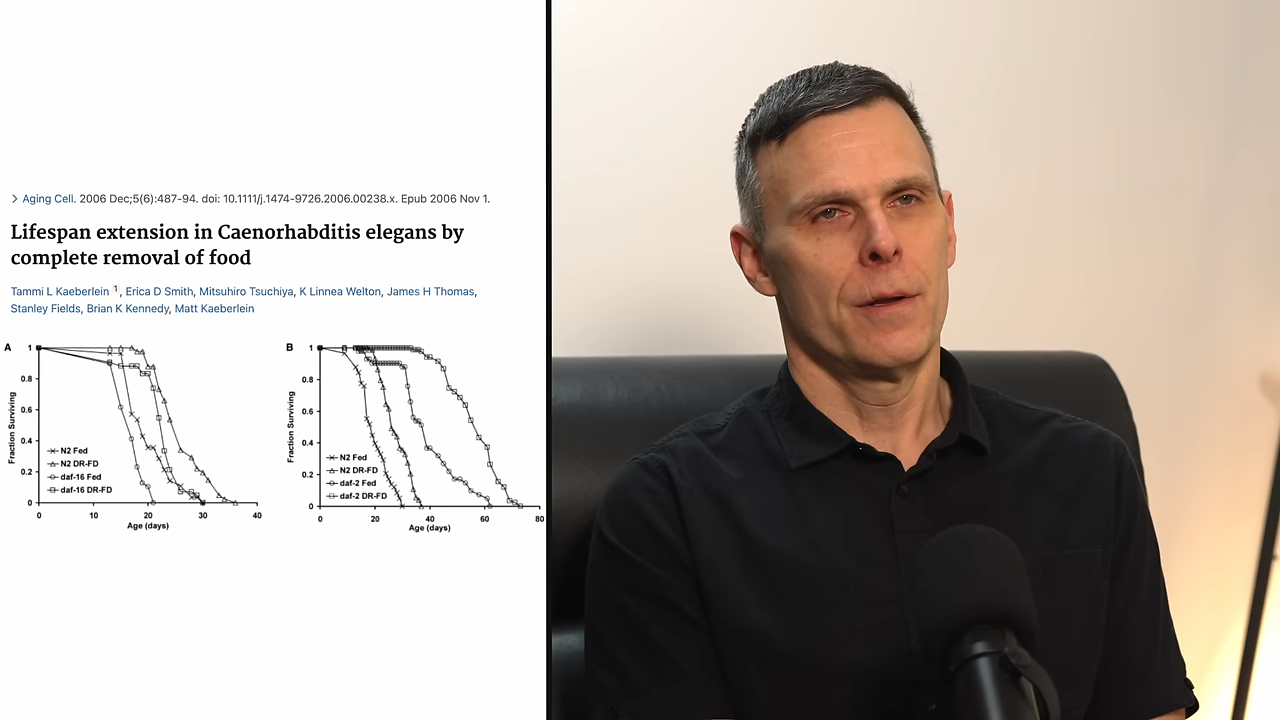 > Aging Cell. 2006 Dec;5(6):487-94. doi: 10.1111/j.1474-9726.2006.00238.x. Epub 2006 Nov 1.
Lifespan extension in Caenorhabditis elegans by
complete removal of food
Tammi L Kaeberlein 1, Erica D Smith, Mitsuhiro Tsuchiya, K Linnea Welton, James H Thomas,
Stanley Fields, Brian K Kennedy, Matt Kaeberlein
A
1
0.8
0.6
0.4
0.2
0
Fraction Surviving
N2 Fed
N2 DR-FD
daf-16 Fed
daf-16 DR-FD
0 10 20 30 40
Age (days)
B
1
0.8
0.6
0.4
0.2
0
Fraction Surviving
N2 Fed
N2 DR-FD
daf-2 Fed
daf-2 DR-FD
0 20 40 60 80
Age (days)